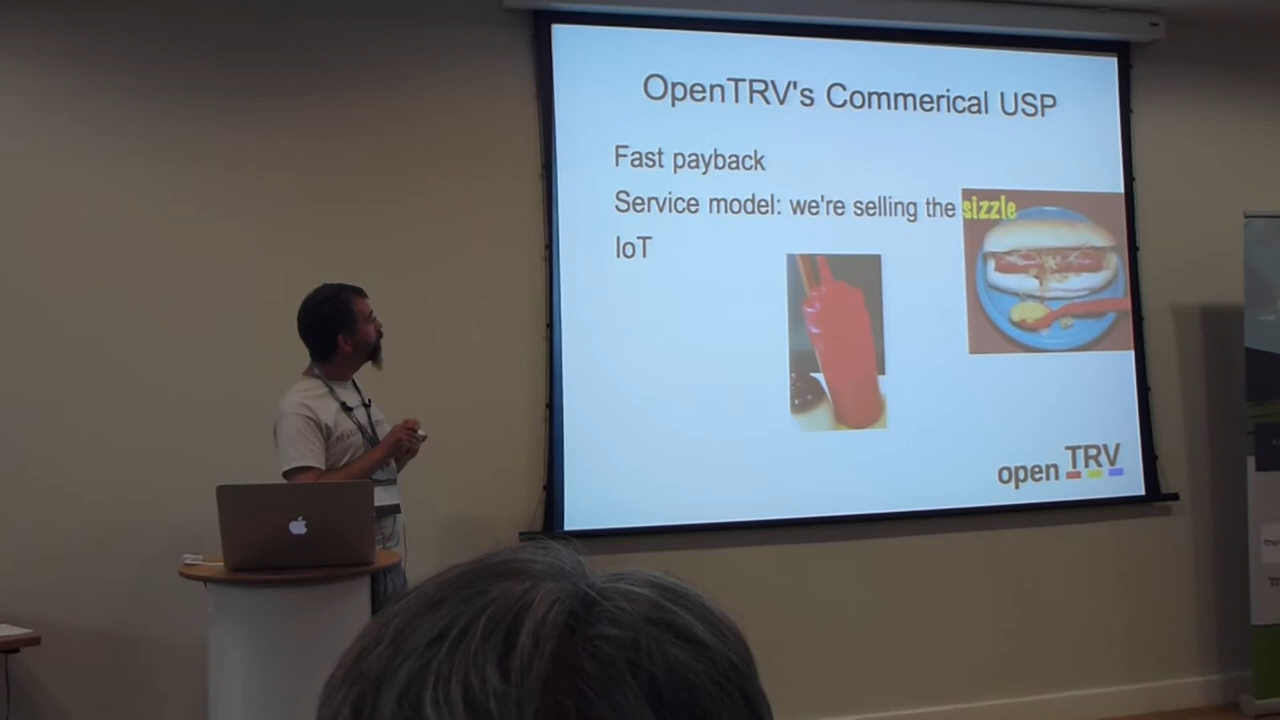 OpenTRV's Commerical USP
Fast payback
Service model: we're selling the sizzle
IoT
open TRV